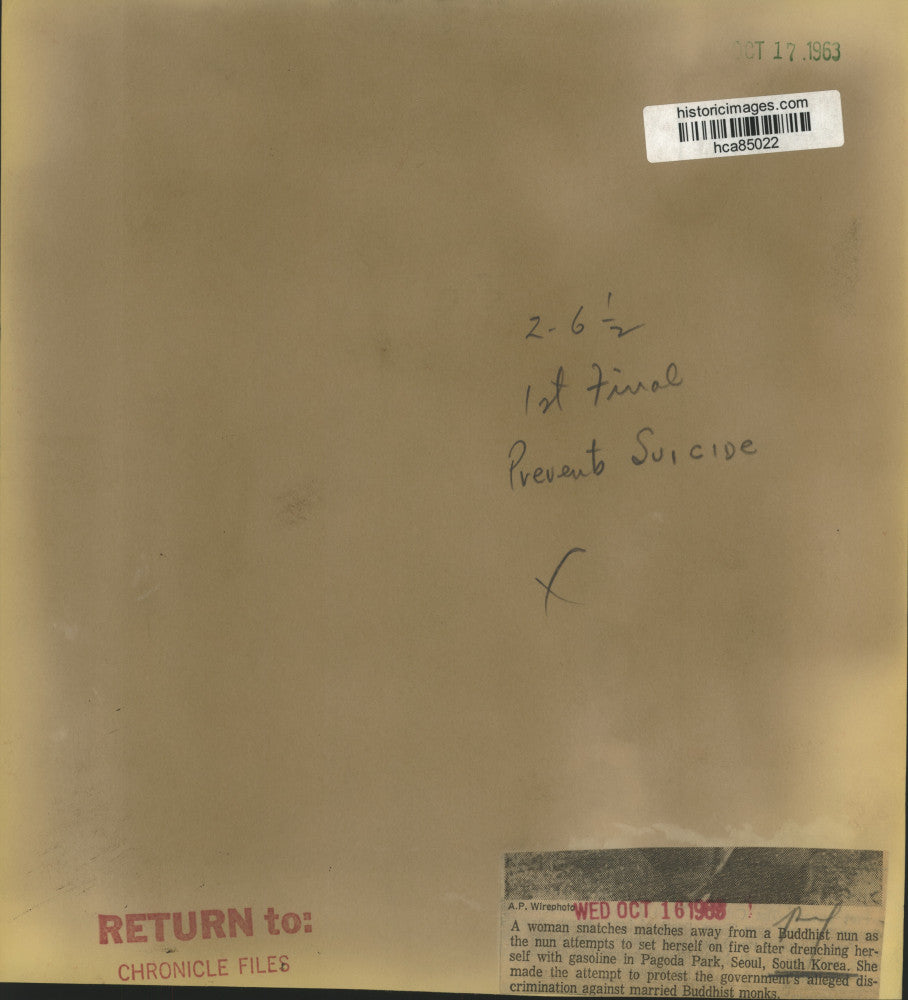 OCT 17 1963
historicimages.com
hca85022
2-6 1/2
1st Final
Prevents Suicide
X
RETURN to:
CHRONICLE FILES
A.P. Wirephoto
WED OCT 16 1963
A woman snatches matches away from a Buddhist nun as
the nun attempts to set herself on fire after drenching her-
self with gasoline in Pagoda Park, Seoul, South Korea. She
made the attempt to protest the government's alleged dis-
crimination against married Buddhist monks.